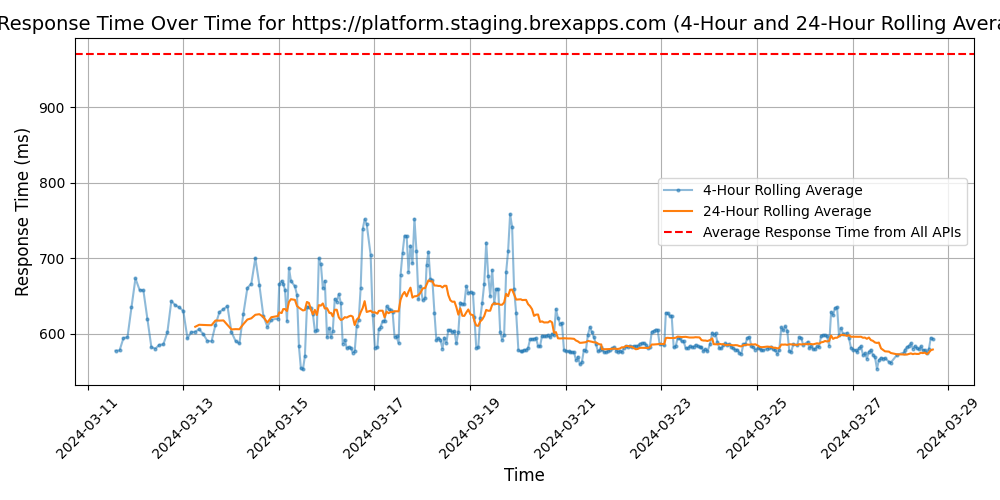 Response Time Over Time for https://platform.staging.brexapps.com (4-Hour and 24-Hour Rolling Avera
Response Time (ms)
900
800
700
600
4-Hour Rolling Average
24-Hour Rolling Average
Average Response Time from All APIs
2024-03-11
2024-03-13
2024-03-15
2024-03-17
2024-03-19
2024-03-21
2024-03-23
2024-03-25
2024-03-27
2024-03-29
Time